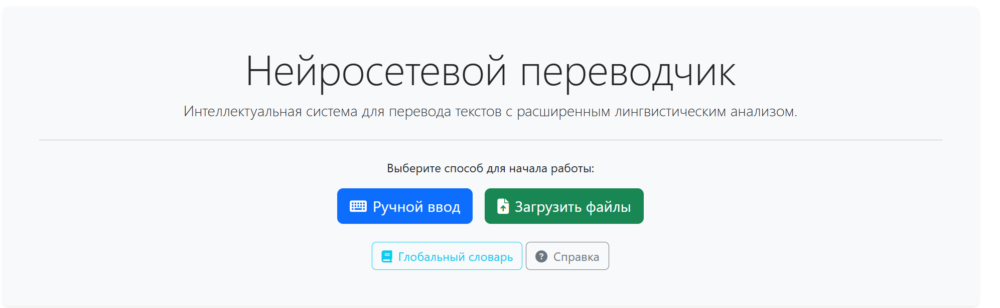 Нейросетевой переводчик
Интеллектуальная система для перевода текстов с расширенным лингвистическим анализом.
Выберите способ для начала работы:
Ручной ввод
Загрузить файлы
Глобальный словарь
Справка